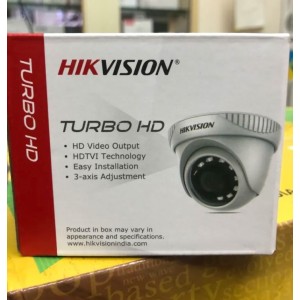 TURBO HD
HIKVISION®
TURBO HD
• HD Video Output
• HDTVI Technology
• Easy Installation
• 3-axis Adjustment
HIKVISION
Product in box may vary in
appearance and specifications.
www.hikvisionindia.com